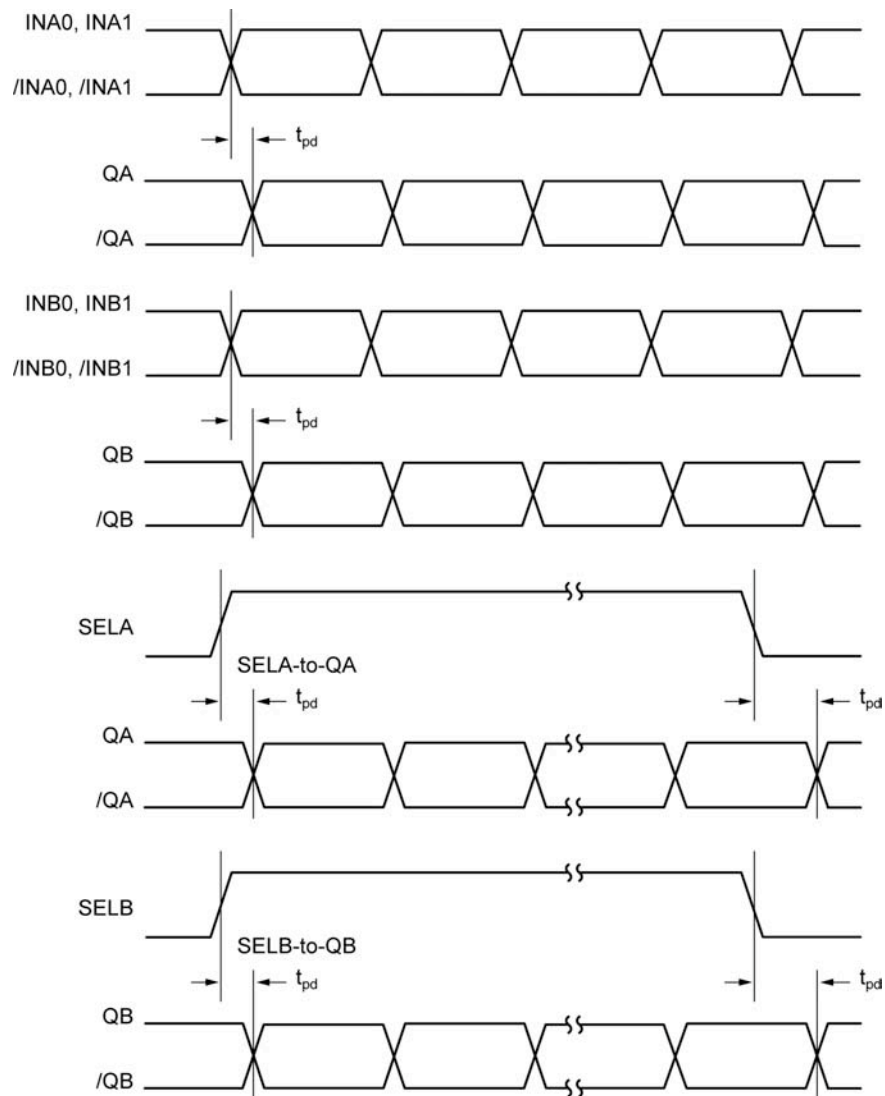 INA0, INA1
/INA0, /INA1
tpd
QA
/QA
INB0, INB1
/INB0, /INB1
tpd
QB
/QB
SELA
SELA-to-QA
tpd tpd
QA
/QA
SELB
SELB-to-QB
tpd tpd
QB
/QB